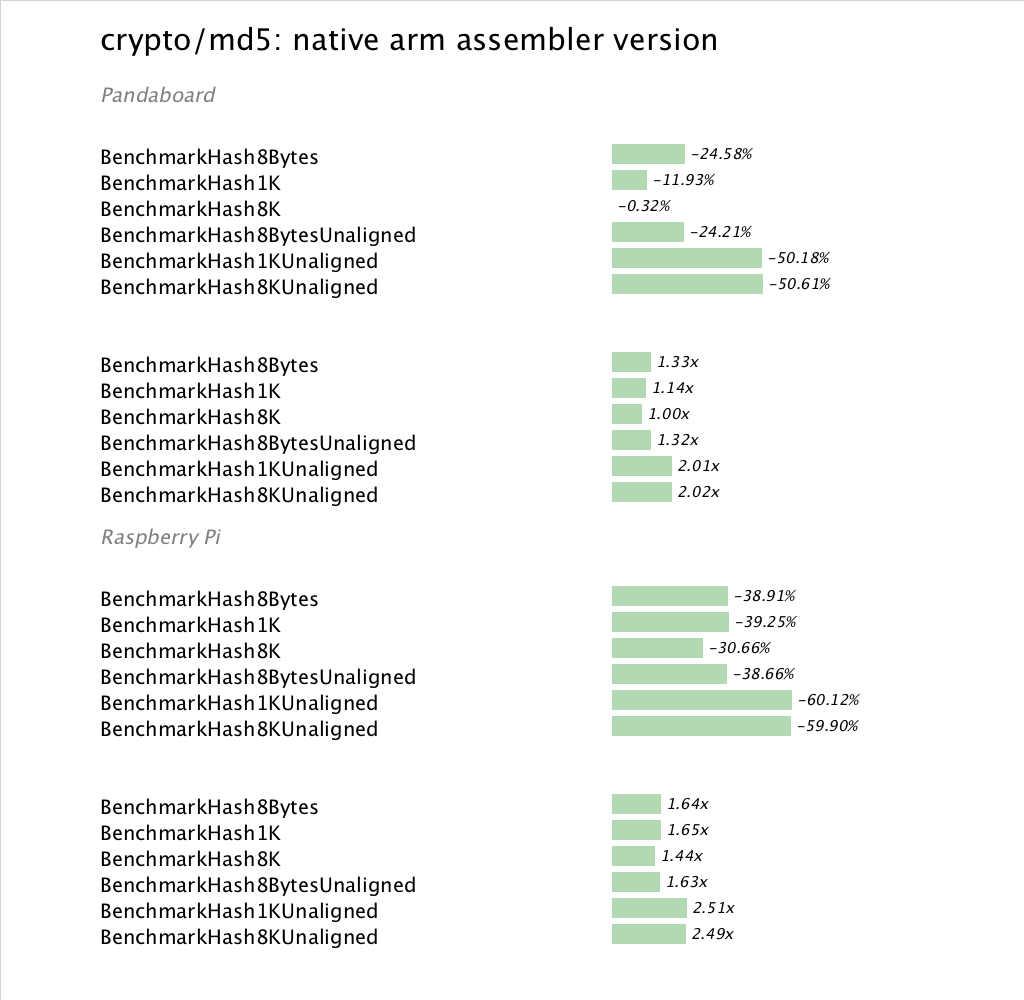 crypto/md5: native arm assembler version
Pandaboard
BenchmarkHash8Bytes −24.58%
BenchmarkHash1K −11.93%
BenchmarkHash8K −0.32%
BenchmarkHash8BytesUnaligned −24.21%
BenchmarkHash1KUnaligned −50.18%
BenchmarkHash8KUnaligned −50.61%
BenchmarkHash8Bytes 1.33x
BenchmarkHash1K 1.14x
BenchmarkHash8K 1.00x
BenchmarkHash8BytesUnaligned 1.32x
BenchmarkHash1KUnaligned 2.01x
BenchmarkHash8KUnaligned 2.02x
Raspberry Pi
BenchmarkHash8Bytes −38.91%
BenchmarkHash1K −39.25%
BenchmarkHash8K −30.66%
BenchmarkHash8BytesUnaligned −38.66%
BenchmarkHash1KUnaligned −60.12%
BenchmarkHash8KUnaligned −59.90%
BenchmarkHash8Bytes 1.64x
BenchmarkHash1K 1.65x
BenchmarkHash8K 1.44x
BenchmarkHash8BytesUnaligned 1.63x
BenchmarkHash1KUnaligned 2.51x
BenchmarkHash8KUnaligned 2.49x